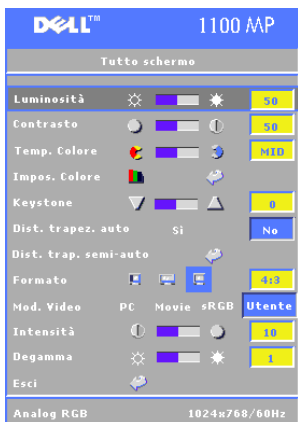 DELL™ 1100 MP
Tutto schermo
Luminosità 50
Contrasto 50
Temp. Colore MID
Impos. Colore
Keystone 0
Dist. trapez. auto Sì No
Dist. trap. semi-auto
Formato 4:3
Mod. Video PC Movie sRGB Utente
Intensità 10
Degamma 1
Esci
Analog RGB 1024x768/60Hz